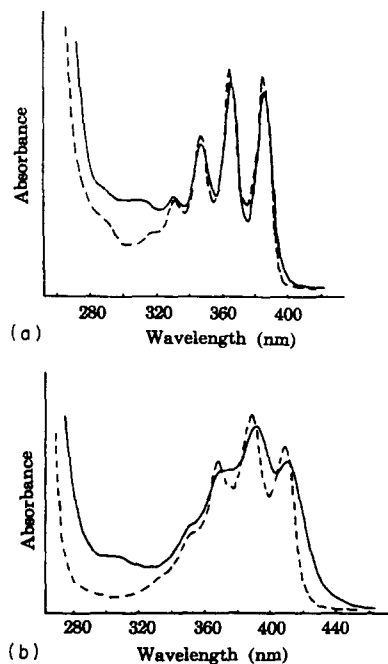 Absorbance
280 320 360 400
Wavelength (nm)
(a)
Absorbance
280 320 360 400 440
Wavelength (nm)
(b)